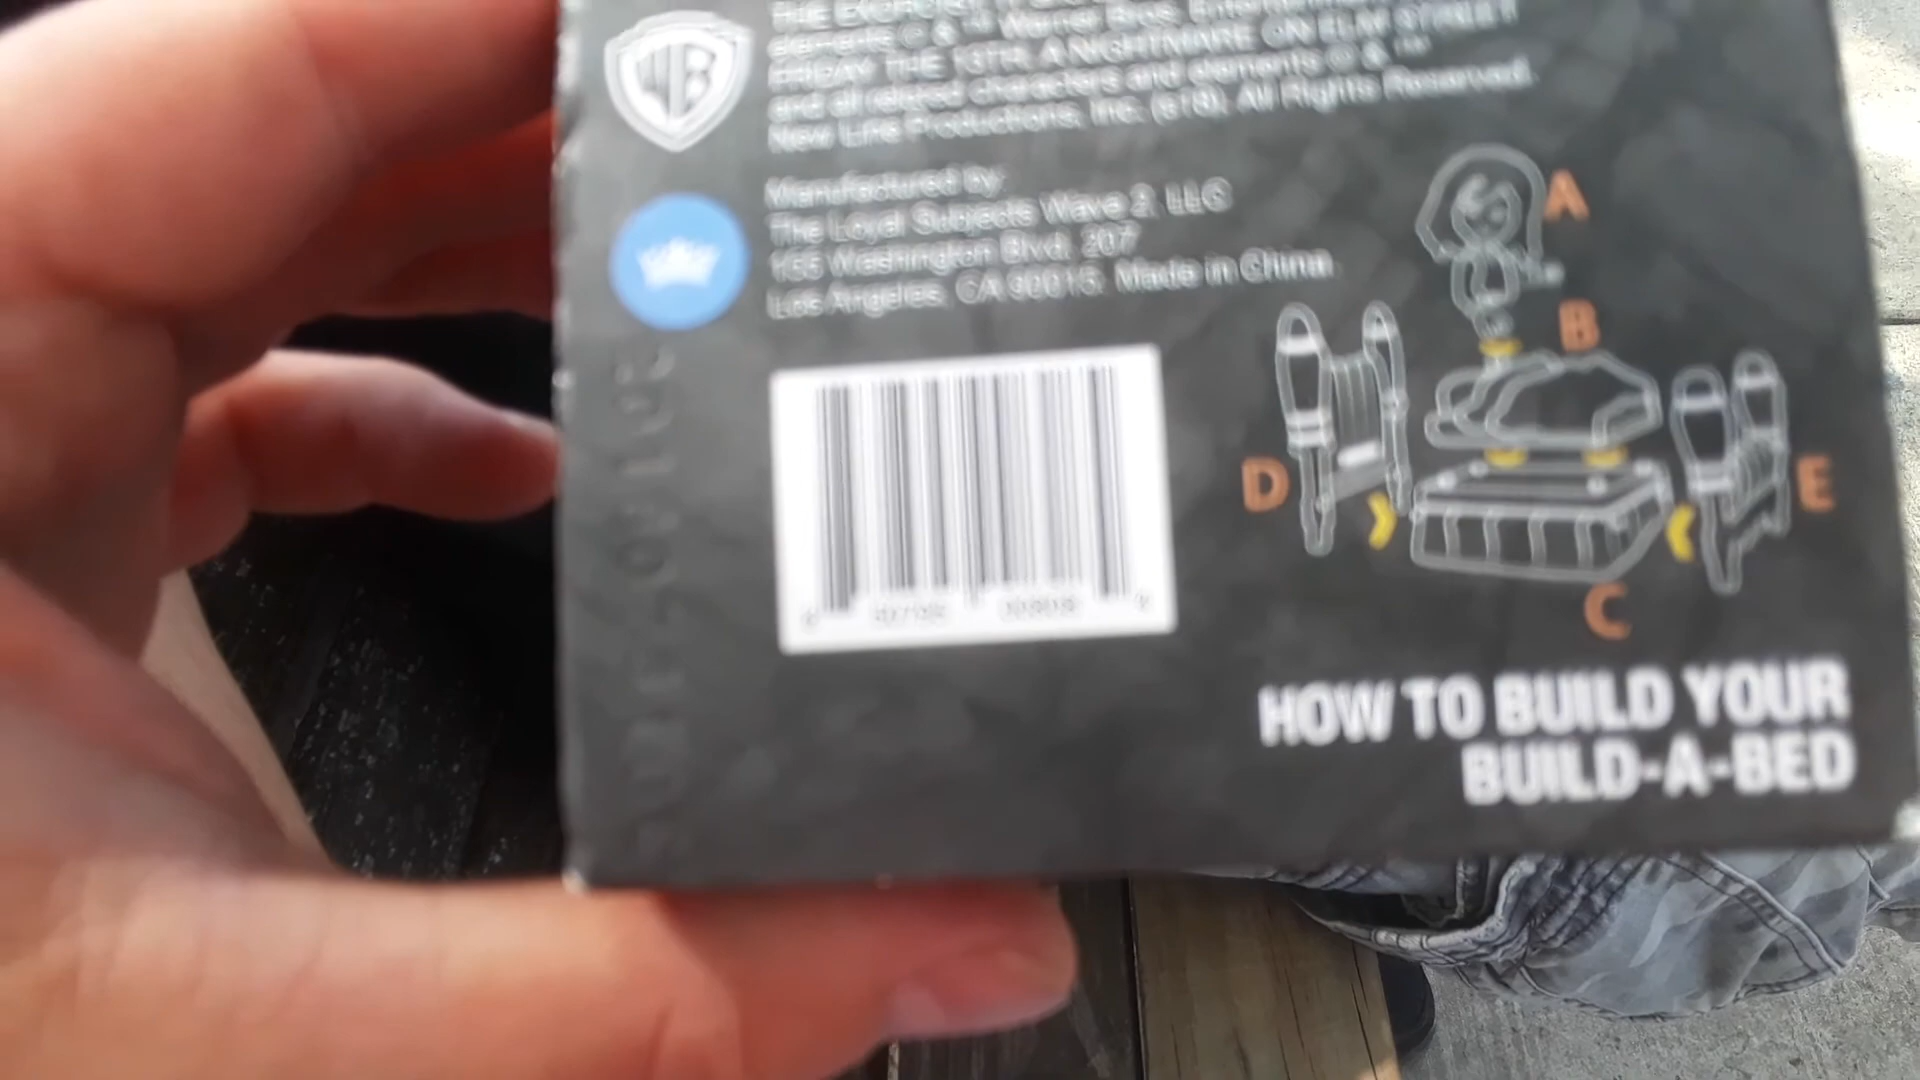 THE EXORCIST
elements © & ™ Warner Bros. Entertainment
FRIDAY THE 13TH, A NIGHTMARE ON ELM STREET
and all related characters and elements © & ™
New Line Productions, Inc. (s18). All Rights Reserved.
WB
Manufactured by:
The Loyal Subjects Wave 2, LLC
Washington Blvd. 207
Los Angeles, CA 90015. Made in China.
A
B
D
E
C
HOW TO BUILD YOUR
BUILD-A-BED